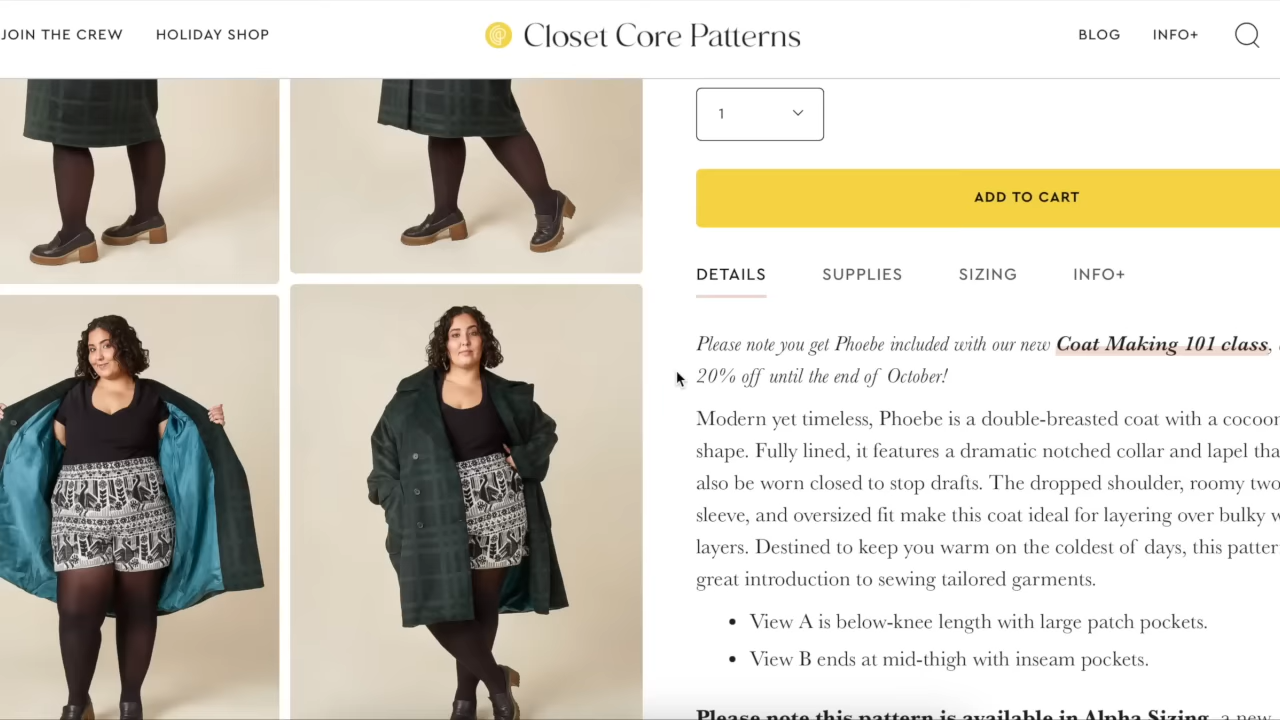 JOIN THE CREW HOLIDAY SHOP Closet Core Patterns BLOG INFO+
1
ADD TO CART
DETAILS SUPPLIES SIZING INFO+
Please note you get Phoebe included with our new Coat Making 101 class,
20% off until the end of October!
Modern yet timeless, Phoebe is a double-breasted coat with a cocoon
shape. Fully lined, it features a dramatic notched collar and lapel
also be worn closed to stop drafts. The dropped shoulder, roomy
sleeve, and oversized fit make this coat ideal for layering over bulky
layers. Destined to keep you warm on the coldest of days, this
great introduction to sewing tailored garments.
• View A is below-knee length with large patch pockets.
• View B ends at mid-thigh with inseam pockets.
Please note this pattern is available in Alpha Sizing, a new